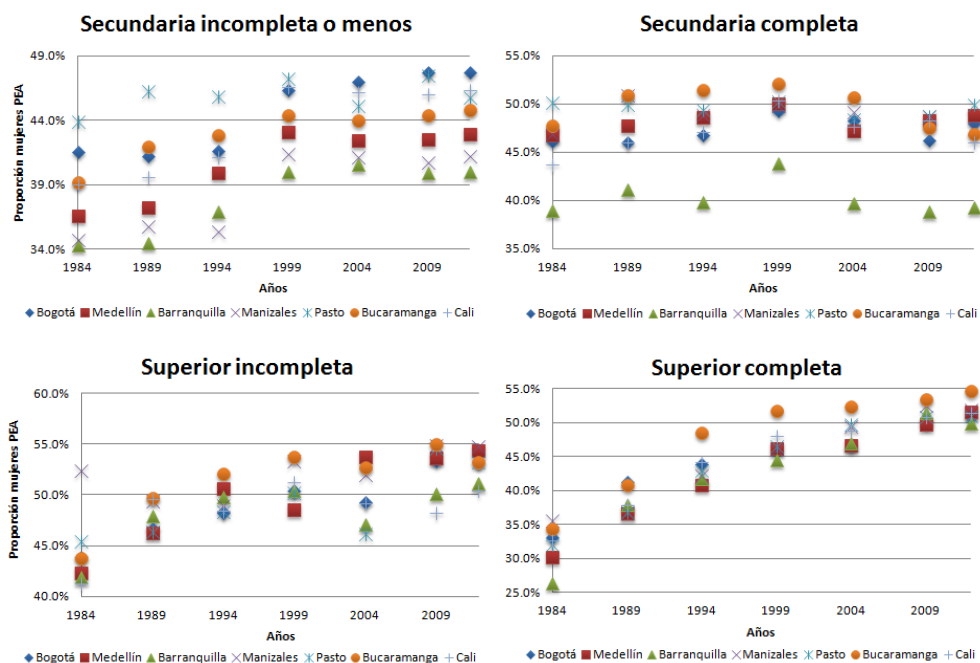 Secundaria incompleta o menos
Proporción mujeres PEA
49.0%
44.0%
39.0%
34.0%
1984 1989 1994 1999 2004 2009
Años
Bogotá Medellín Barranquilla Manizales Pasto Bucaramanga Cali
Secundaria completa
55.0%
50.0%
45.0%
40.0%
35.0%
1984 1989 1994 1999 2004 2009
Años
Bogotá Medellín Barranquilla Manizales Pasto Bucaramanga Cali
Superior incompleta
Proporción mujeres PEA
60.0%
55.0%
50.0%
45.0%
40.0%
1984 1989 1994 1999 2004 2009
Años
Bogotá Medellín Barranquilla Manizales Pasto Bucaramanga Cali
Superior completa
55.0%
50.0%
45.0%
40.0%
35.0%
30.0%
25.0%
1984 1989 1994 1999 2004 2009
Años
Bogotá Medellín Barranquilla Manizales Pasto Bucaramanga Cali